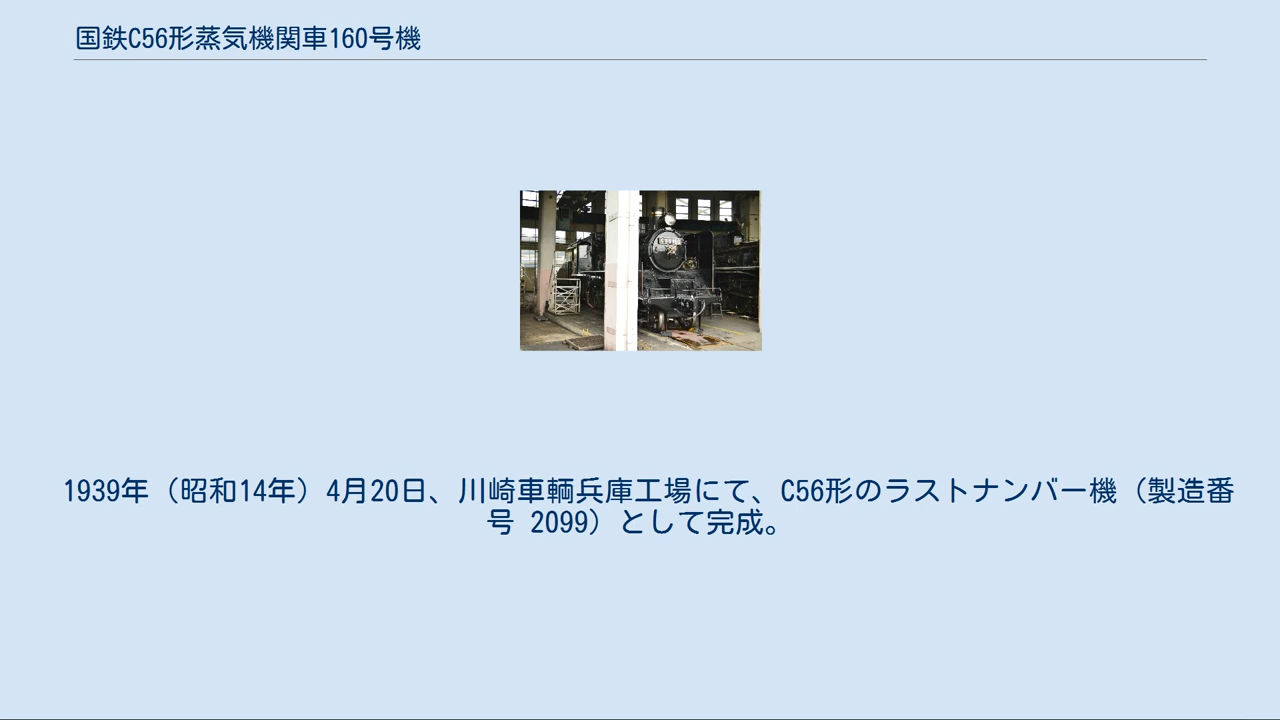 国鉄C56形蒸気機関車160号機
1939年（昭和14年）4月20日、川崎車輌兵庫工場にて、C56形のラストナンバー機（製造番
号 2099）として完成。